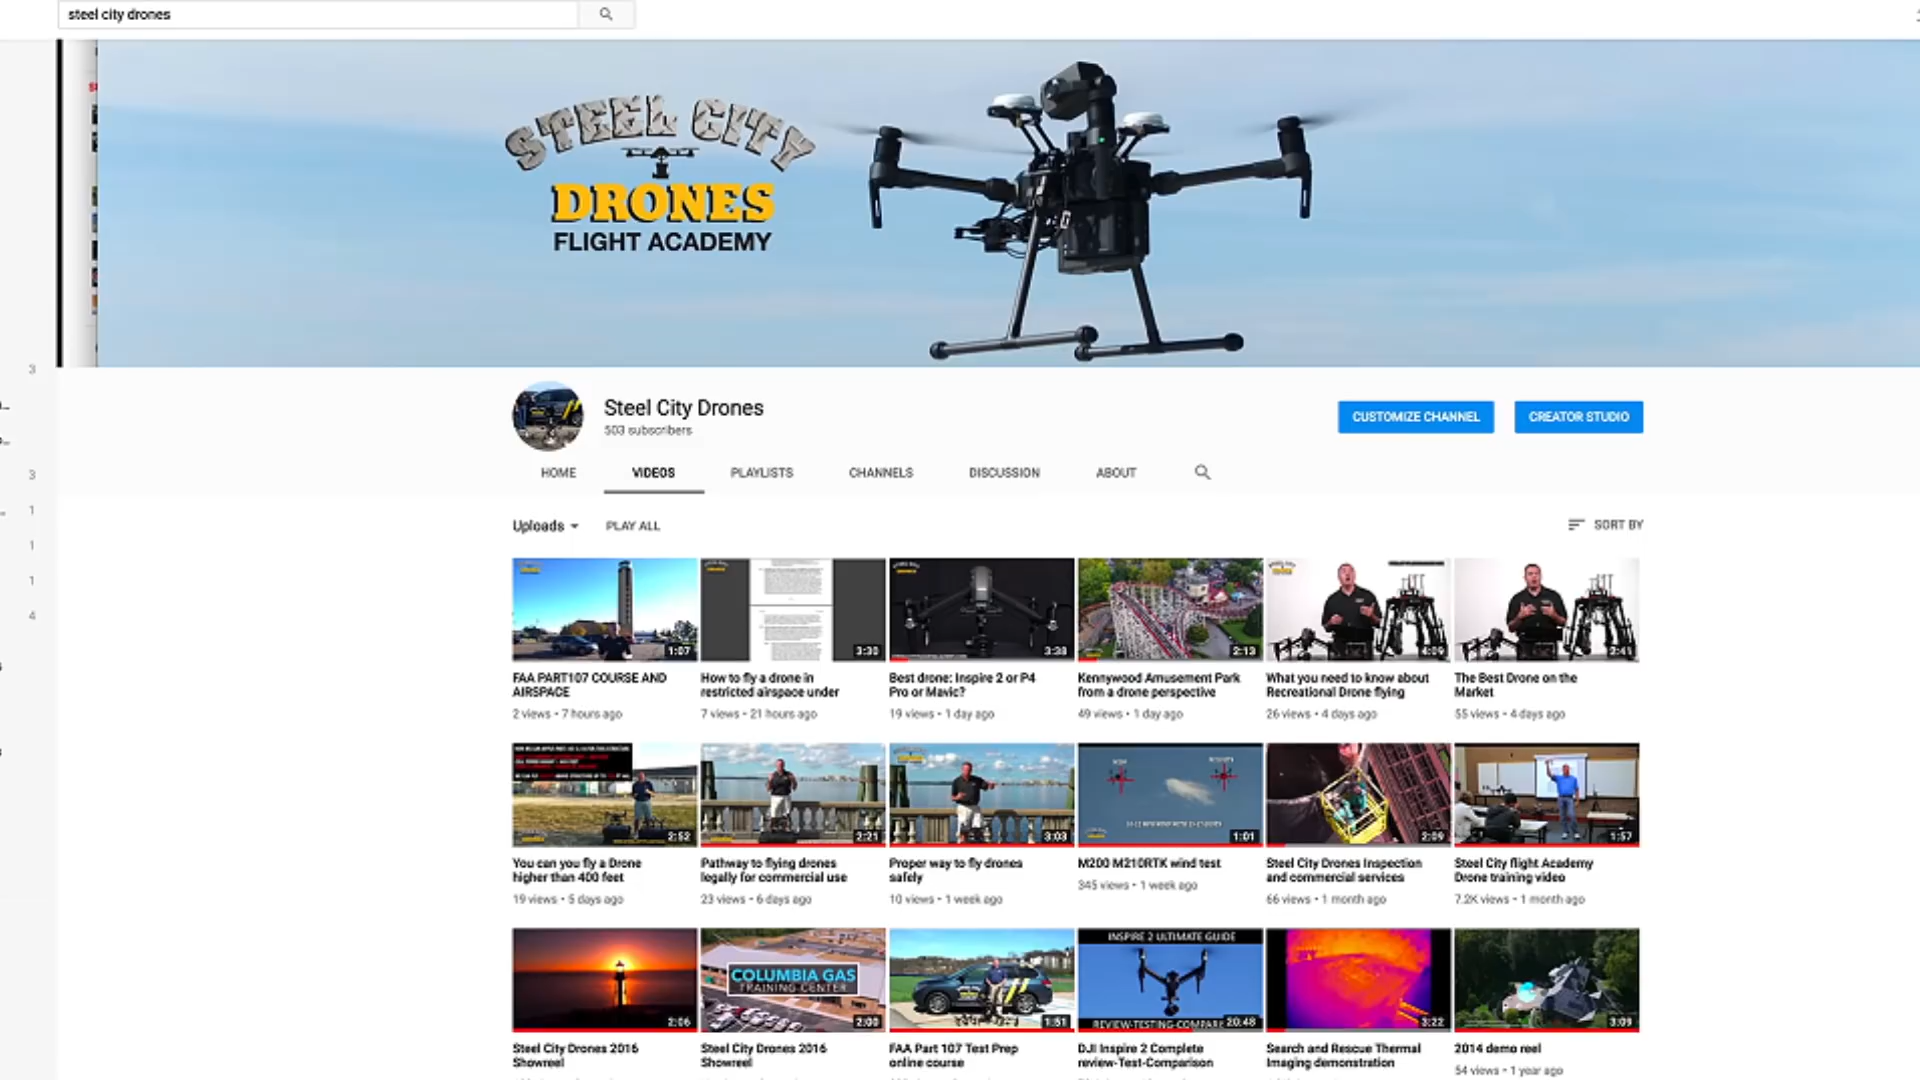 steel city drones
STEEL CITY
DRONES
FLIGHT ACADEMY
Steel City Drones
503 subscribers
CUSTOMIZE CHANNEL
CREATOR STUDIO
HOME
VIDEOS
PLAYLISTS
CHANNELS
DISCUSSION
ABOUT
Uploads
PLAY ALL
SORT BY
3
3
1
1
1
4
1:07
3:30
3:38
2:13
4:09
2:41
FAA PART107 COURSE AND
AIRSPACE
2 views • 7 hours ago
How to fly a drone in
restricted airspace under
7 views • 21 hours ago
Best drone: Inspire 2 or P4
Pro or Mavic?
19 views • 1 day ago
Kennywood Amusement Park
from a drone perspective
49 views • 1 day ago
What you need to know about
Recreational Drone flying
26 views • 4 days ago
The Best Drone on the
Market
55 views • 4 days ago
2:52
2:21
3:03
1:01
2:09
1:57
You can you fly a Drone
higher than 400 feet
19 views • 5 days ago
Pathway to flying drones
legally for commercial use
23 views • 6 days ago
Proper way to fly drones
safely
10 views • 1 week ago
M200 M210RTK wind test
345 views • 1 week ago
Steel City Drones Inspection
and commercial services
66 views • 1 month ago
Steel City flight Academy
Drone training video
7.2K views • 1 month ago
2:06
COLUMBIA GAS
TRAINING CENTER
2:00
1:51
INSPIRE 2 ULTIMATE GUIDE
REVIEW-TESTING-COMPARE
20:48
3:22
3:09
Steel City Drones 2016
Showreel
Steel City Drones 2016
Showreel
FAA Part 107 Test Prep
online course
DJI Inspire 2 Complete
review-Test-Comparison
Search and Rescue Thermal
Imaging demonstration
2014 demo reel
54 views • 1 year ago